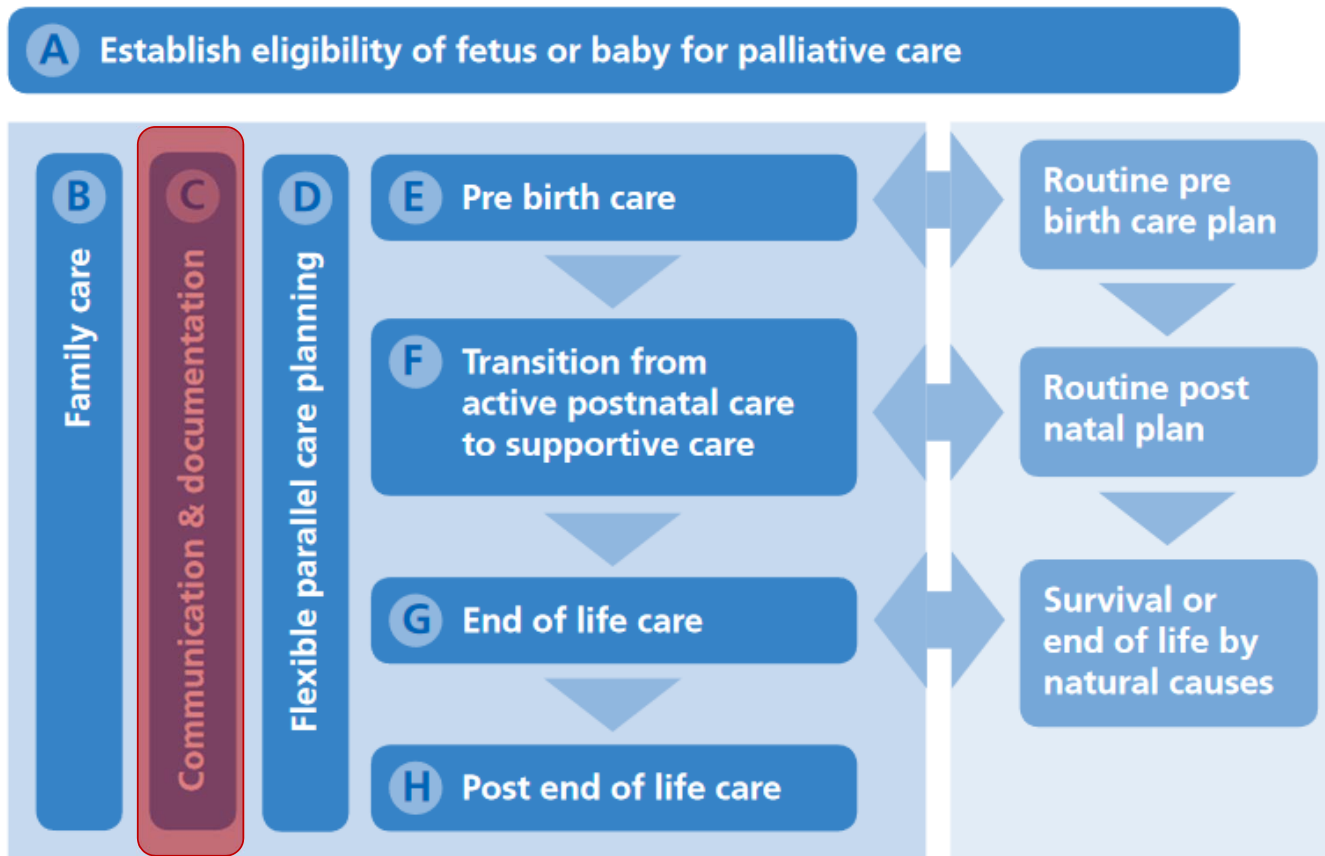 A Establish eligibility of fetus or baby for palliative care
B Family care
C Communication & documentation
D Flexible parallel care planning
E Pre birth care
F Transition from
active postnatal care
to supportive care
G End of life care
H Post end of life care
Routine pre
birth care plan
Routine post
natal plan
Survival or
end of life by
natural causes